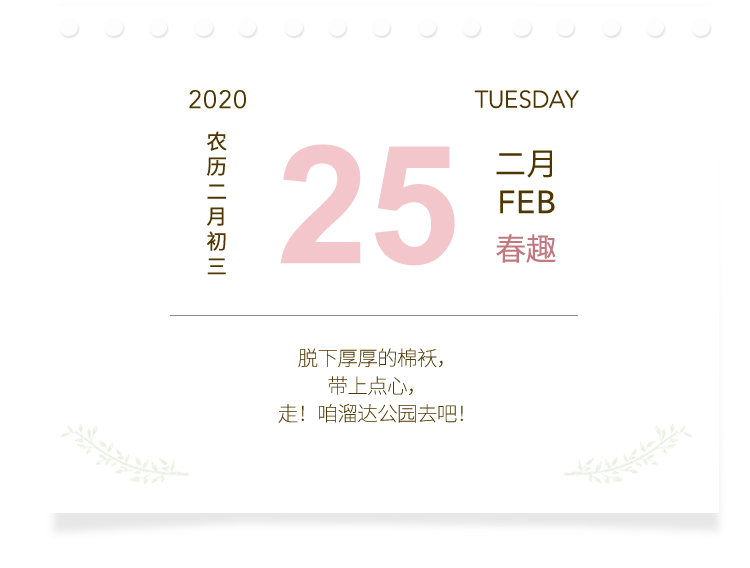 2020
TUESDAY
农历二月初三
25
二月
FEB
春趣
脱下厚厚的棉袄，
带上点心，
走！咱溜达公园去吧！